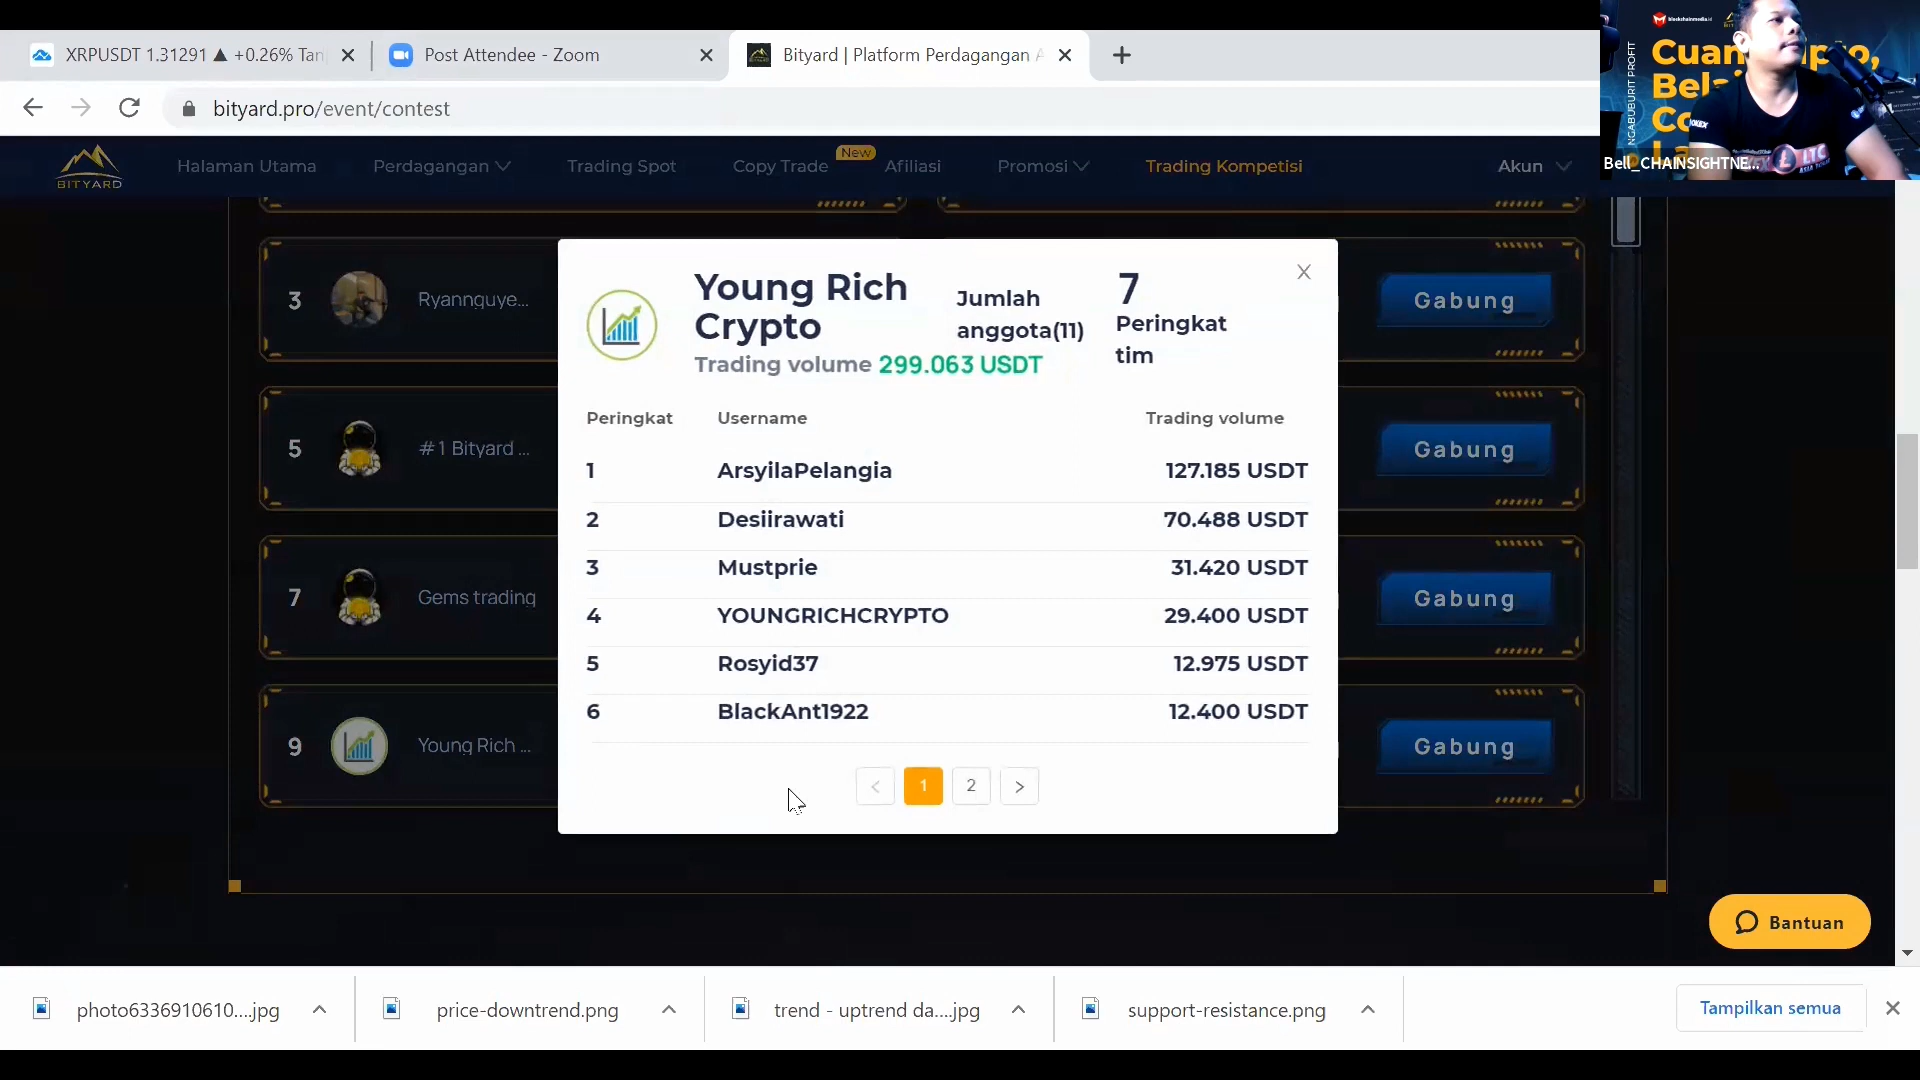 XRPUSDT 1.31291 ▲ +0.26% Tan
Post Attendee - Zoom
Bityard | Platform Perdagangan A
bityard.pro/event/contest
blockchainmedia.id
NGABUBURIT PROFIT
Bell_CHAINSIGHTNE...
LTC
BITYARD
Halaman Utama
Perdagangan
Trading Spot
Copy Trade
New
Afiliasi
Promosi
Trading Kompetisi
Akun
3
Ryannguye...
Gabung
5
#1 Bityard ...
Gabung
7
Gems trading
Gabung
9
Young Rich ...
Gabung
Young Rich
Crypto
Jumlah
anggota(11)
7
Peringkat
tim
Trading volume 299.063 USDT
Peringkat Username Trading volume
1 ArsyilaPelangia 127.185 USDT
2 Desiirawati 70.488 USDT
3 Mustprie 31.420 USDT
4 YOUNGRICHCRYPTO 29.400 USDT
5 Rosyid37 12.975 USDT
6 BlackAnt1922 12.400 USDT
< 1 2 >
Bantuan
photo6336910610....jpg
price-downtrend.png
trend - uptrend da....jpg
support-resistance.png
Tampilkan semua